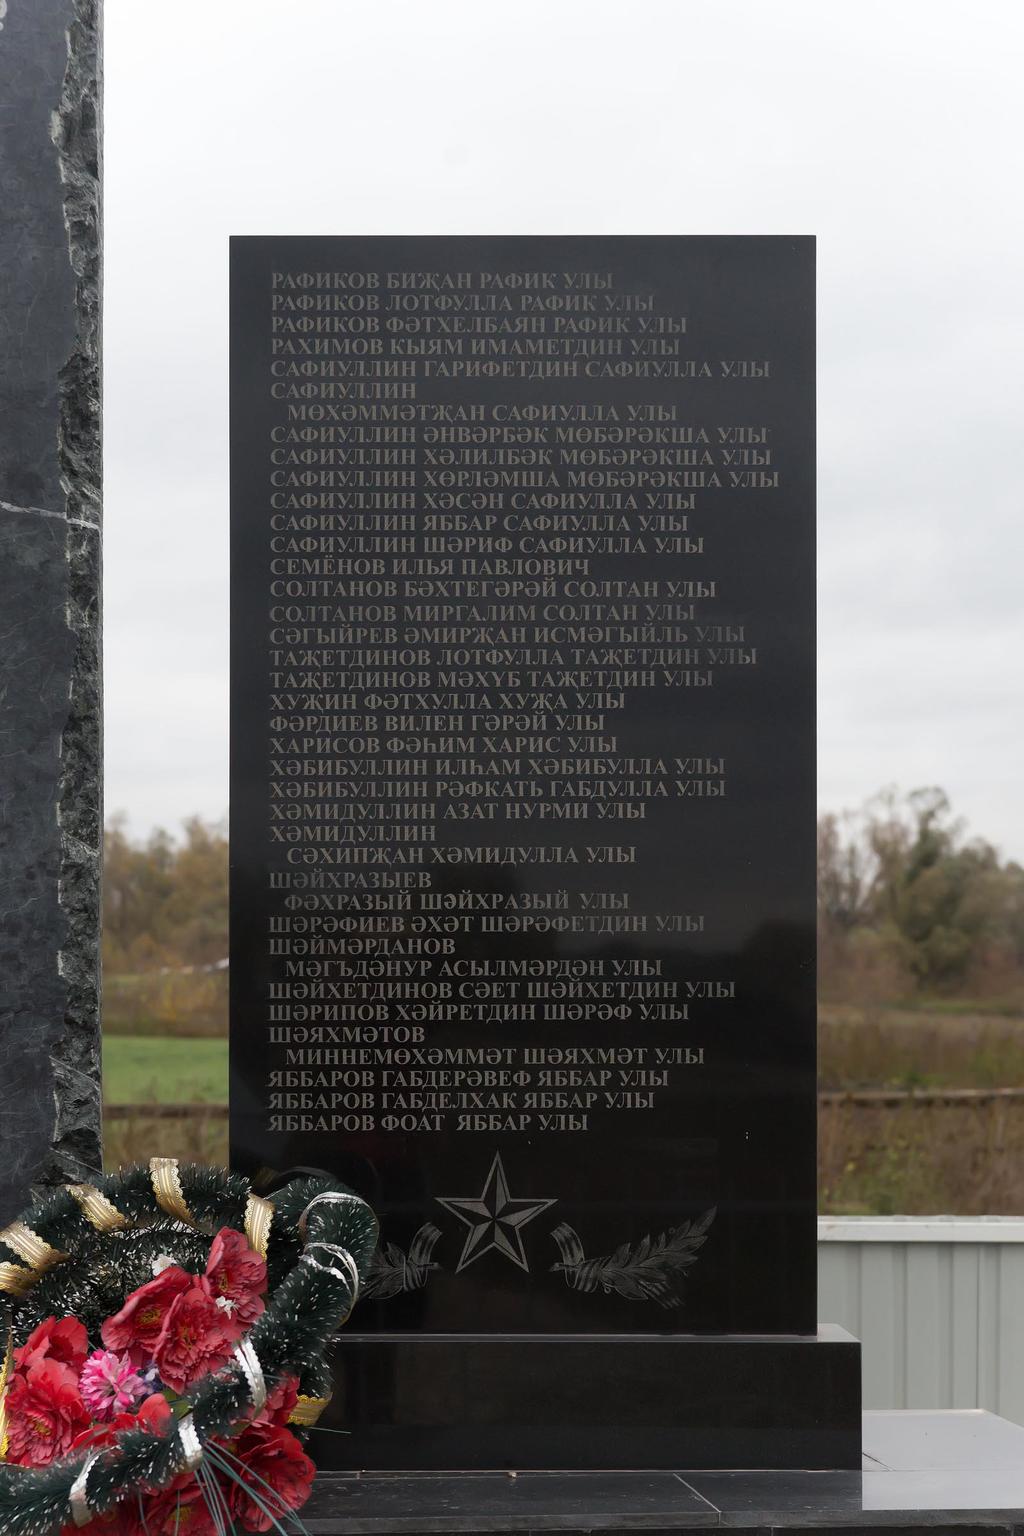 РАФИКОВ БИҖАН РАФИК УЛЫ
РАФИКОВ ЛОТФУЛЛА РАФИК УЛЫ
РАФИКОВ ФӘТХЕЛБАЯН РАФИК УЛЫ
РАХИМОВ КЫЯМ ИМАМЕТДИН УЛЫ
САФИУЛЛИН ГАРИФЕТДИН САФИУЛЛА УЛЫ
САФИУЛЛИН
МӨХӘММӘТҖАН САФИУЛЛА УЛЫ
САФИУЛЛИН ӘНВӘРБӘК МӨБӘРӘКША УЛЫ
САФИУЛЛИН ХӘЛИЛБӘК МӨБӘРӘКША УЛЫ
САФИУЛЛИН ХӨРЛӘМША МӨБӘРӘКША УЛЫ
САФИУЛЛИН ХӘСӘН САФИУЛЛА УЛЫ
САФИУЛЛИН ЯББАР САФИУЛЛА УЛЫ
САФИУЛЛИН ШӘРИФ САФИУЛЛА УЛЫ
СЕМЁНОВ ИЛЬЯ ПАВЛОВИЧ
СОЛТАНОВ БӘХТЕГӘРӘЙ СОЛТАН УЛЫ
СОЛТАНОВ МИРГАЛИМ СОЛТАН УЛЫ
СӘГЫЙРЕВ ӘМИРҖАН ИСМӘГЫЙЛЬ УЛЫ
ТАҖЕТДИНОВ ЛОТФУЛЛА ТАҖЕТДИН УЛЫ
ТАҖЕТДИНОВ МӘХҮБ ТАҖЕТДИН УЛЫ
ХУҖИН ФӘТХУЛЛА ХУҖА УЛЫ
ФӘРДИЕВ ВИЛЕН ГӘРӘЙ УЛЫ
ХАРИСОВ ФӘҺИМ ХАРИС УЛЫ
ХӘБИБУЛЛИН ИЛҺАМ ХӘБИБУЛЛА УЛЫ
ХӘБИБУЛЛИН РӘФКАТЬ ГАБДУЛЛА УЛЫ
ХӘМИДУЛЛИН АЗАТ НУРМИ УЛЫ
ХӘМИДУЛЛИН
СӘХИПҖАН ХӘМИДУЛЛА УЛЫ
ШӘЙХРАЗЫЕВ
ФӘХРАЗЫЙ ШӘЙХРАЗЫЙ УЛЫ
ШӘРӘФИЕВ ӘХӘТ ШӘРӘФЕТДИН УЛЫ
ШӘЙМӘРДАНОВ
МӘГЪДӘНУР АСЫЛМӘРДӘН УЛЫ
ШӘЙХЕТДИНОВ СӘЕТ ШӘЙХЕТДИН УЛЫ
ШӘРИПОВ ХӘЙРЕТДИН ШӘРӘФ УЛЫ
ШӘЯХМӘТОВ
МИННЕМӨХӘММӘТ ШӘЯХМӘТ УЛЫ
ЯББАРОВ ГАБДЕРӘВЕФ ЯББАР УЛЫ
ЯББАРОВ ГАБДЕЛХАК ЯББАР УЛЫ
ЯББАРОВ ФОАТ ЯББАР УЛЫ